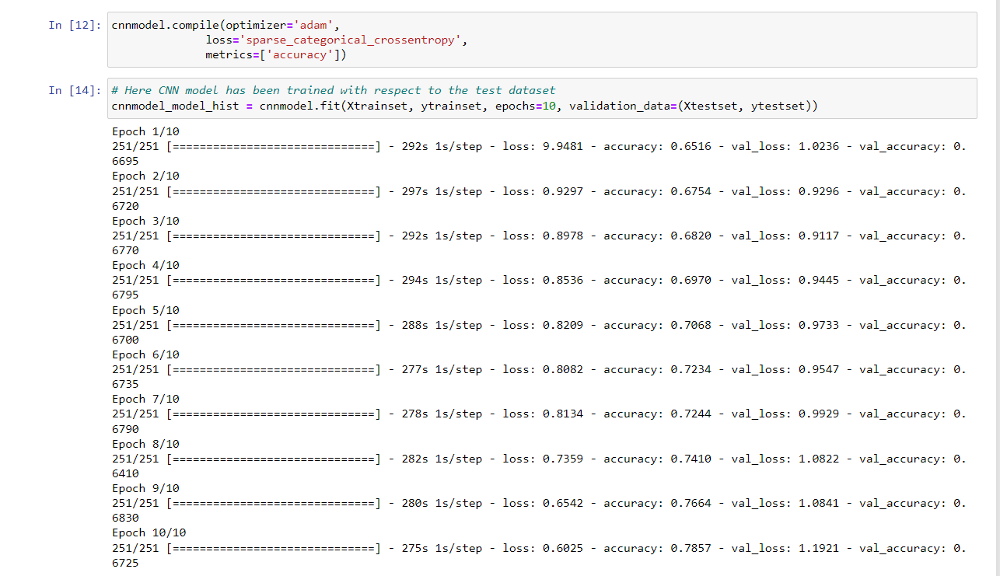 In [12]: cnnmodel.compile(optimizer='adam',
loss='sparse_categorical_crossentropy',
metrics=['accuracy'])
In [14]: # Here CNN model has been trained with respect to the test dataset
cnnmodel_model_hist = cnnmodel.fit(Xtrainset, ytrainset, epochs=10, validation_data=(Xtestset, ytestset))
Epoch 1/10
251/251 [==============================] - 292s 1s/step - loss: 9.9481 - accuracy: 0.6516 - val_loss: 1.0236 - val_accuracy: 0.
6695
Epoch 2/10
251/251 [==============================] - 297s 1s/step - loss: 0.9297 - accuracy: 0.6754 - val_loss: 0.9296 - val_accuracy: 0.
6720
Epoch 3/10
251/251 [==============================] - 292s 1s/step - loss: 0.8978 - accuracy: 0.6820 - val_loss: 0.9117 - val_accuracy: 0.
6770
Epoch 4/10
251/251 [==============================] - 294s 1s/step - loss: 0.8536 - accuracy: 0.6970 - val_loss: 0.9445 - val_accuracy: 0.
6795
Epoch 5/10
251/251 [==============================] - 288s 1s/step - loss: 0.8209 - accuracy: 0.7068 - val_loss: 0.9733 - val_accuracy: 0.
6700
Epoch 6/10
251/251 [==============================] - 277s 1s/step - loss: 0.8082 - accuracy: 0.7234 - val_loss: 0.9547 - val_accuracy: 0.
6735
Epoch 7/10
251/251 [==============================] - 278s 1s/step - loss: 0.8134 - accuracy: 0.7244 - val_loss: 0.9929 - val_accuracy: 0.
6790
Epoch 8/10
251/251 [==============================] - 282s 1s/step - loss: 0.7359 - accuracy: 0.7410 - val_loss: 1.0822 - val_accuracy: 0.
6410
Epoch 9/10
251/251 [==============================] - 280s 1s/step - loss: 0.6542 - accuracy: 0.7664 - val_loss: 1.0841 - val_accuracy: 0.
6830
Epoch 10/10
251/251 [==============================] - 275s 1s/step - loss: 0.6025 - accuracy: 0.7857 - val_loss: 1.1921 - val_accuracy: 0.
6725